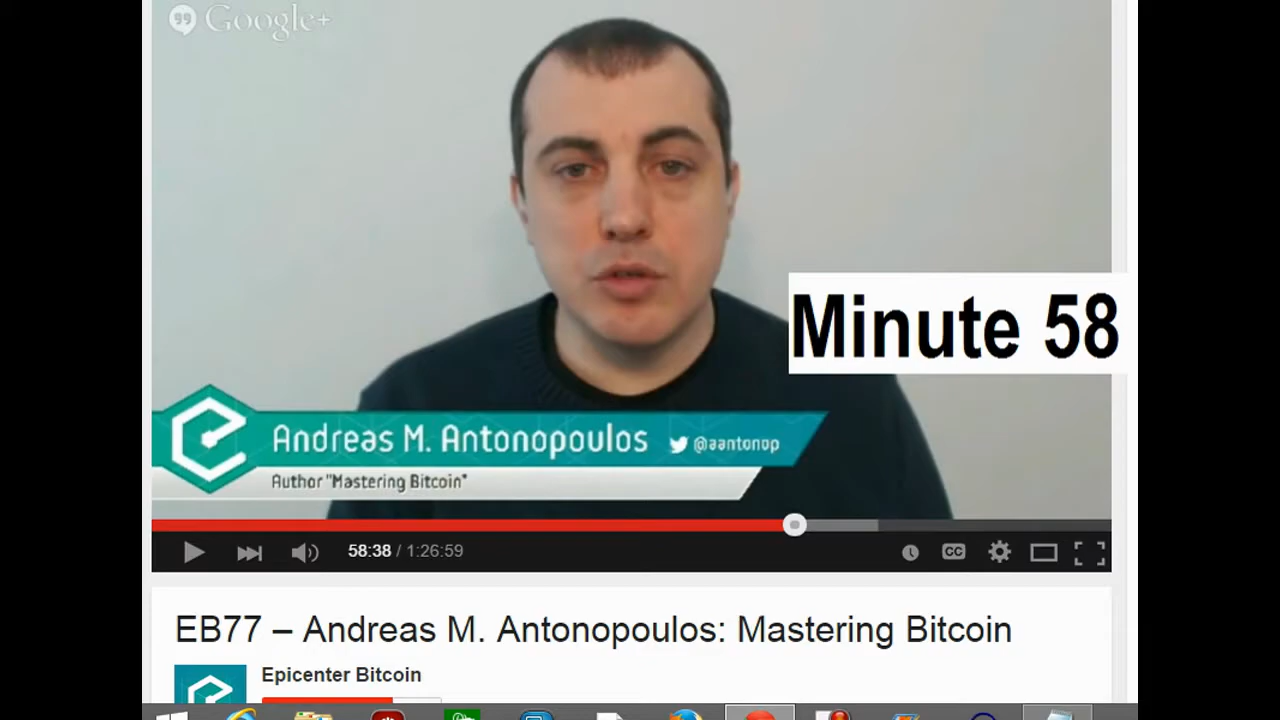 Google+
Minute 58
Andreas M. Antonopoulos @aantonop
Author "Mastering Bitcoin"
58:38 / 1:26:59
CC
EB77 – Andreas M. Antonopoulos: Mastering Bitcoin
Epicenter Bitcoin